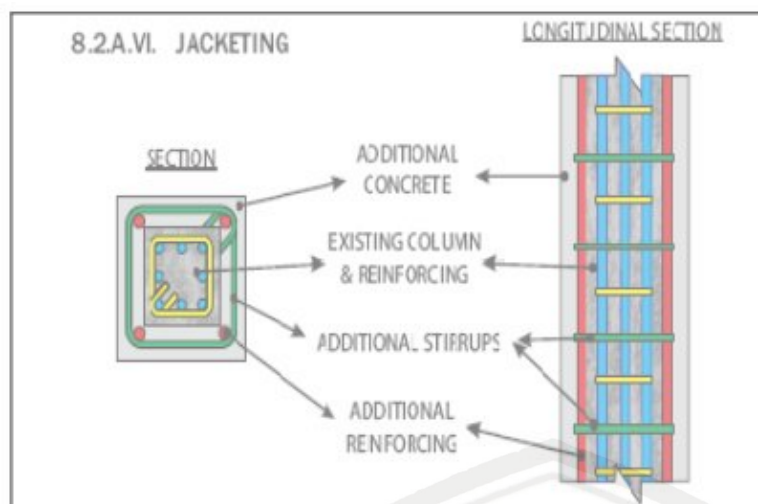 8.2.A.VI. JACKETING
LONGITUDINAL SECTION
SECTION
ADDITIONAL
CONCRETE
EXISTING COLUMN
& REINFORCING
ADDITIONAL STIRRUPS
ADDITIONAL
RENFORCING